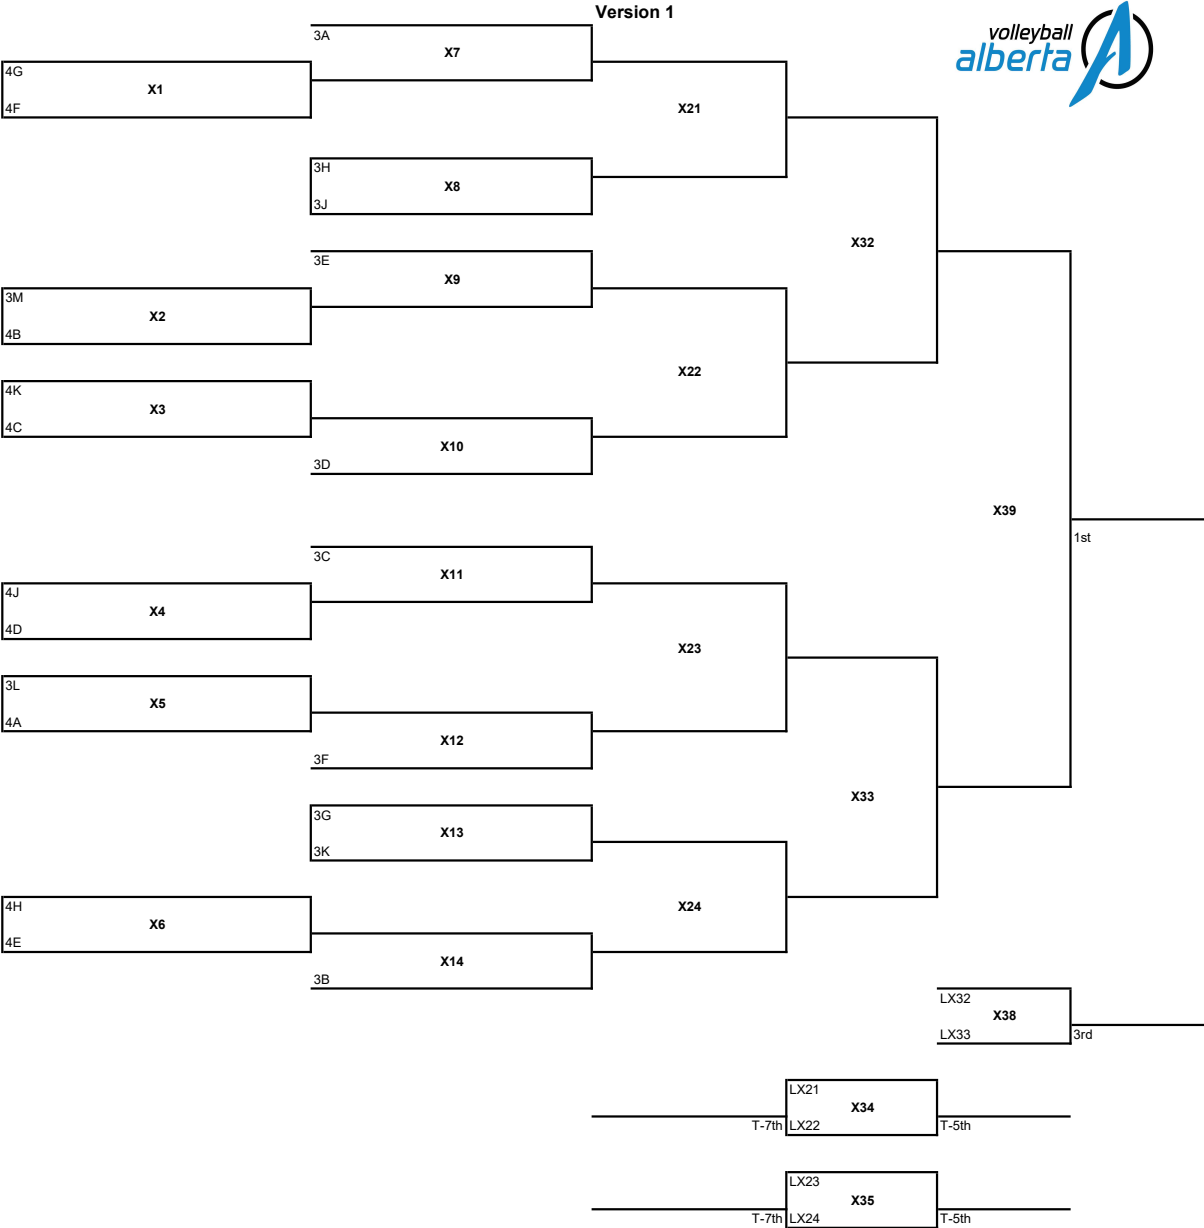 Version 1
volleyball
alberta
3A
X7
4G
X1
4F
X21
3H
X8
3J
X32
3E
X9
3M
X2
4B
X22
4K
X3
4C
X10
3D
X39
1st
3C
X11
4J
X4
4D
X23
3L
X5
4A
X12
3F
X33
3G
X13
3K
4H
X6
4E
X24
X14
3B
LX32
X38
LX33
3rd
LX21
X34
T-7th LX22 T-5th
LX23
X35
T-7th LX24 T-5th